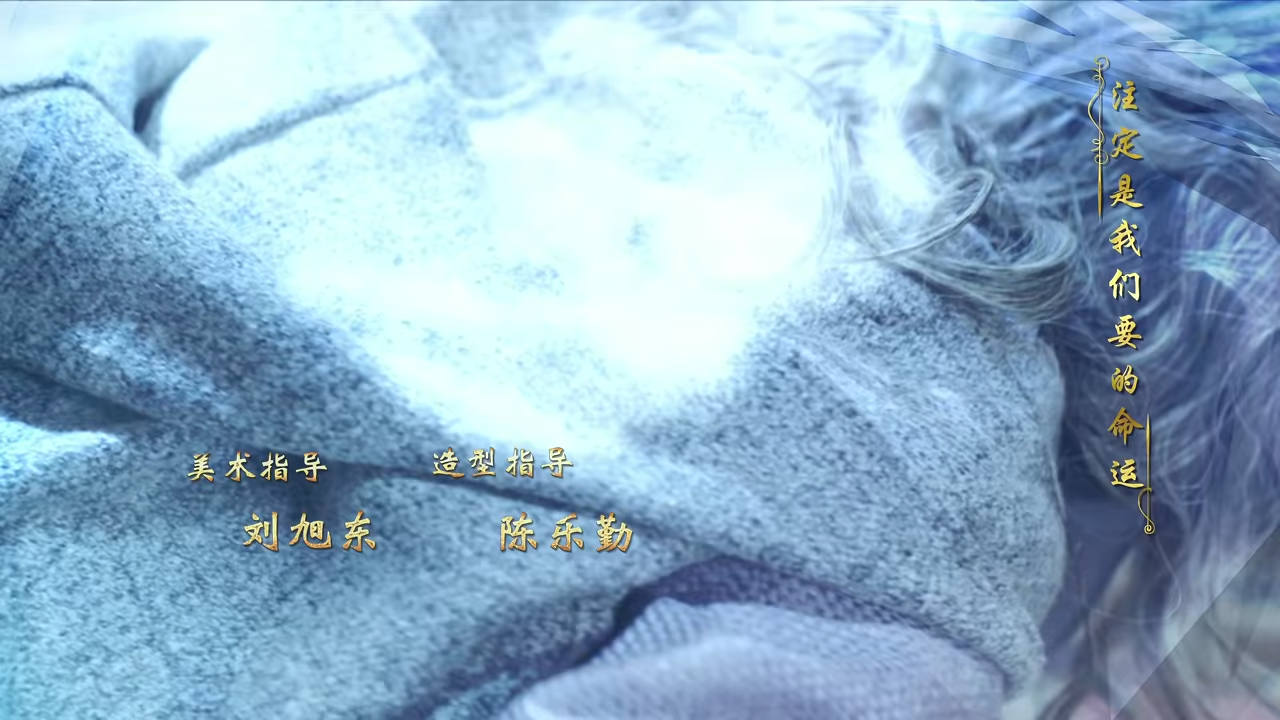 注定是我们要的命运
美术指导
刘旭东
造型指导
陈乐勤